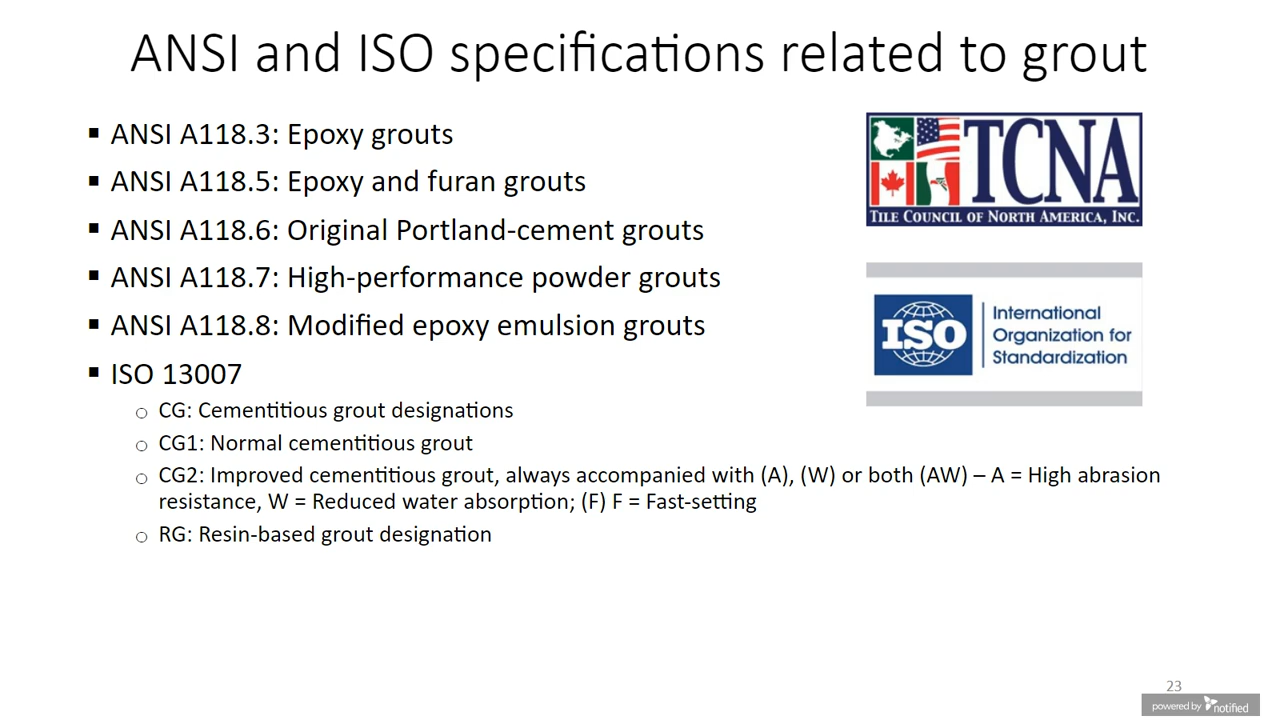 ANSI and ISO specifications related to grout
▪ ANSI A118.3: Epoxy grouts
▪ ANSI A118.5: Epoxy and furan grouts
▪ ANSI A118.6: Original Portland-cement grouts
▪ ANSI A118.7: High-performance powder grouts
▪ ANSI A118.8: Modified epoxy emulsion grouts
▪ ISO 13007
○ CG: Cementitious grout designations
○ CG1: Normal cementitious grout
○ CG2: Improved cementitious grout, always accompanied with (A), (W) or both (AW) – A = High abrasion
resistance, W = Reduced water absorption; (F) F = Fast-setting
○ RG: Resin-based grout designation
TCNA
TILE COUNCIL OF NORTH AMERICA, INC.
ISO
International
Organization for
Standardization
23
powered by notified